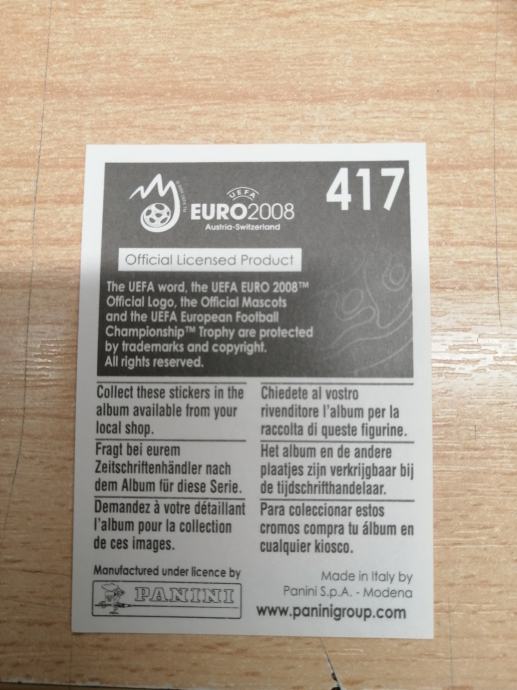 UEFA
EURO2008
Austria-Switzerland
417
Official Licensed Product
The UEFA word, the UEFA EURO 2008™
Official Logo, the Official Mascots
and the UEFA European Football
Championship™ Trophy are protected
by trademarks and copyright.
All rights reserved.
Collect these stickers in the
album available from your
local shop.
Chiedete al vostro
rivenditore l'album per la
raccolta di queste figurine.
Fragt bei eurem
Zeitschriftenhändler nach
dem Album für diese Serie.
Het album en de andere
plaatjes zijn verkrijgbaar bij
de tijdschrifthandelaar.
Demandez à votre détaillant
l'album pour la collection
de ces images.
Para coleccionar estos
cromos compra tu álbum en
cualquier kiosco.
Manufactured under licence by
PANINI
Made in Italy by
Panini S.p.A. - Modena
www.paninigroup.com